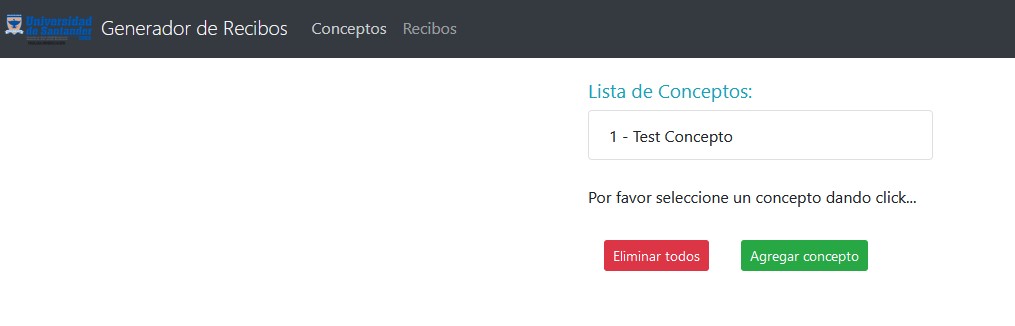 Universidad
de Santander
Generador de Recibos Conceptos Recibos
Lista de Conceptos:
1 - Test Concepto
Por favor seleccione un concepto dando click...
Eliminar todos Agregar concepto